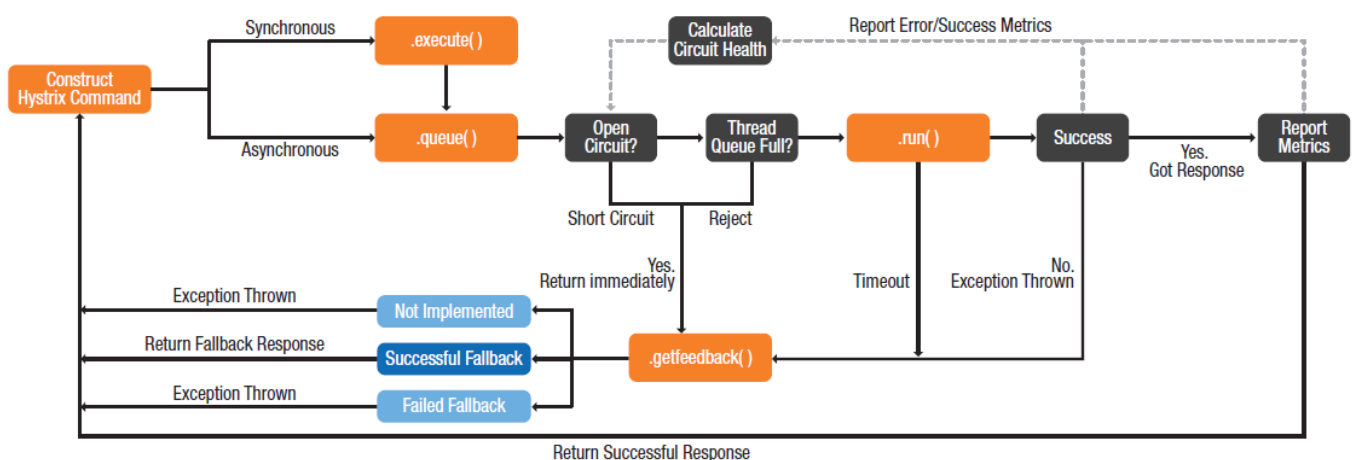 Synchronous
.execute( )
Calculate
Circuit Health
Report Error/Success Metrics
Construct
Hystrix Command
Asynchronous
.queue( )
Open
Circuit?
Thread
Queue Full?
.run( )
Success
Yes.
Got Response
Report
Metrics
Short Circuit
Reject
Yes.
Return immediately
Timeout
No.
Exception Thrown
Exception Thrown
Not Implemented
Return Fallback Response
Successful Fallback
.getfeedback( )
Exception Thrown
Failed Fallback
Return Successful Response